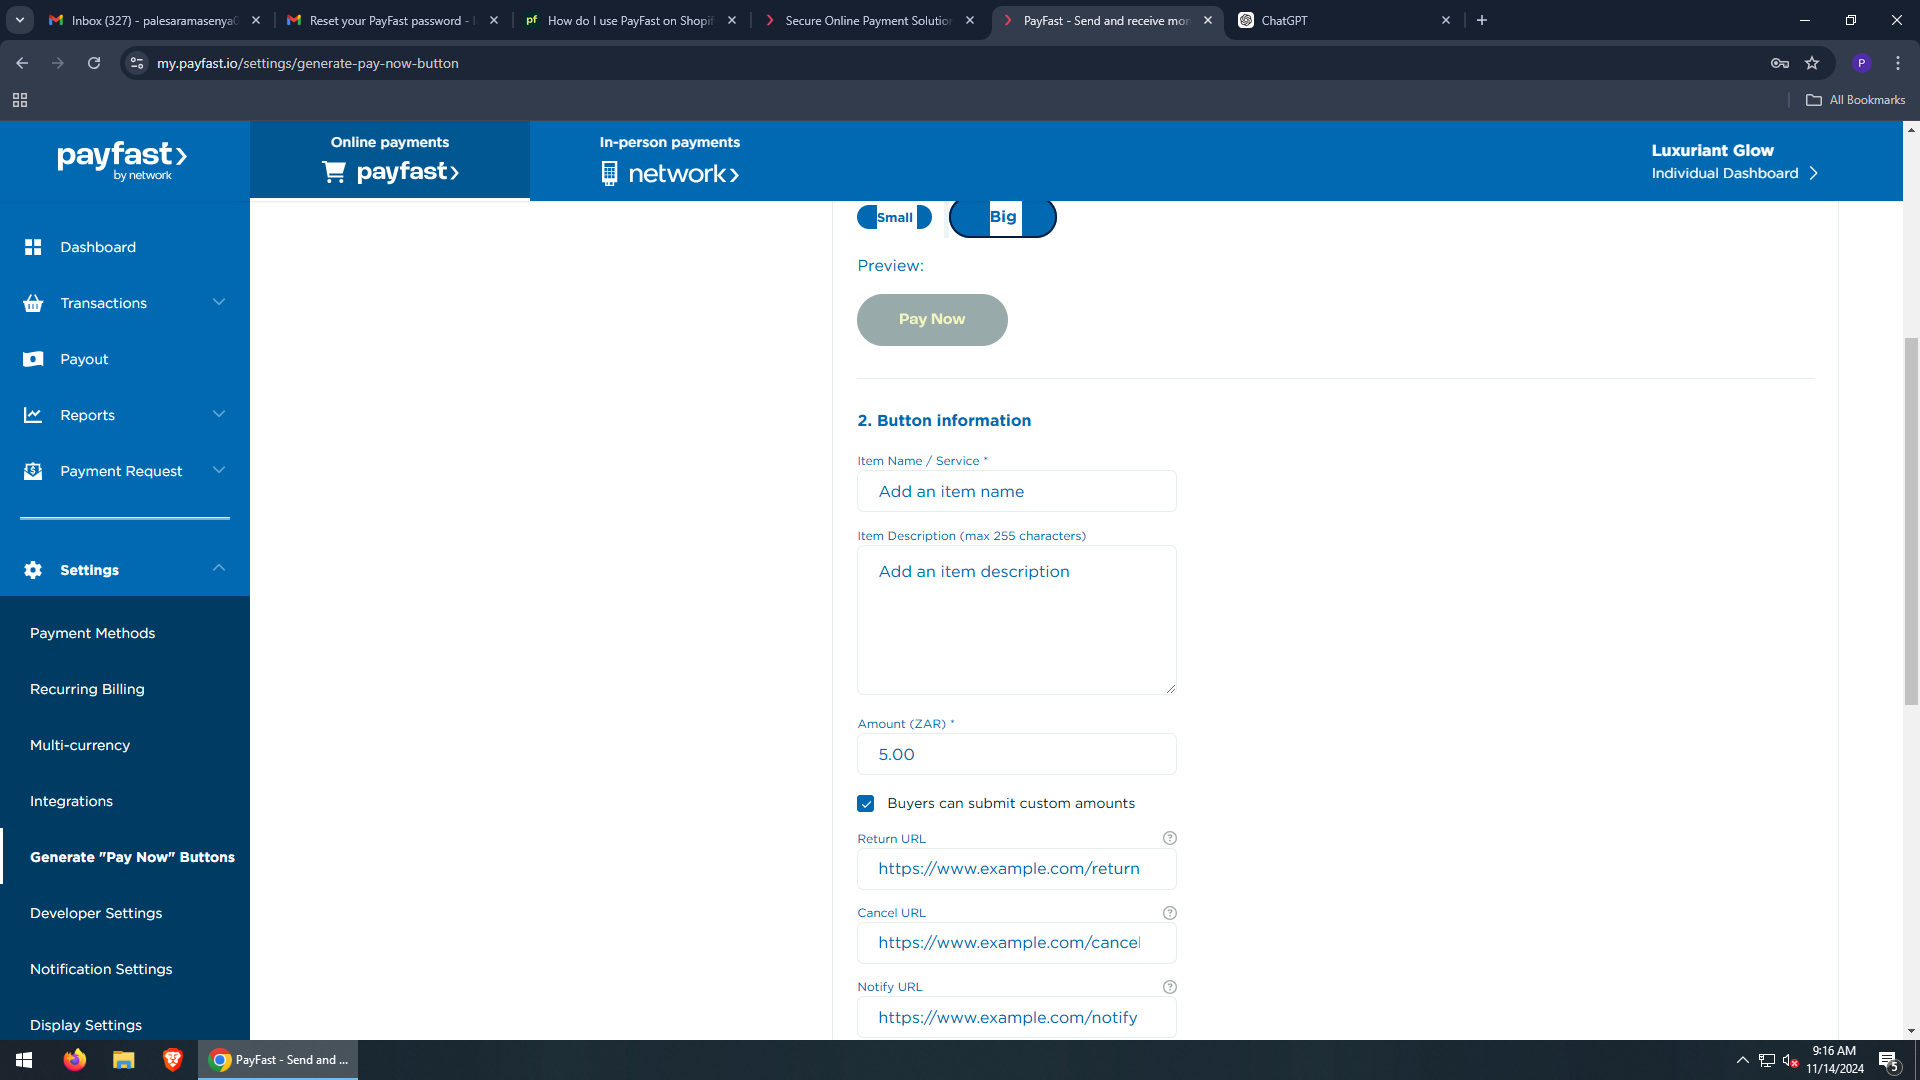 Inbox (327) - palesaramasenya0
Reset your PayFast password -
pf How do I use PayFast on Shopif
Secure Online Payment Solution
PayFast - Send and receive mon
ChatGPT
my.payfast.io/settings/generate-pay-now-button
P
All Bookmarks
payfast
by network
Online payments
payfast
In-person payments
network
Luxuriant Glow
Individual Dashboard
Dashboard
Transactions
Payout
Reports
Payment Request
Settings
Payment Methods
Recurring Billing
Multi-currency
Integrations
Generate "Pay Now" Buttons
Developer Settings
Notification Settings
Display Settings
Small
Big
Preview:
Pay Now
2. Button information
Item Name / Service *
Add an item name
Item Description (max 255 characters)
Add an item description
Amount (ZAR) *
5.00
Buyers can submit custom amounts
Return URL
?
https://www.example.com/return
Cancel URL
?
https://www.example.com/cancel
Notify URL
?
https://www.example.com/notify
PayFast - Send and ...
9:16 AM
11/14/2024
5